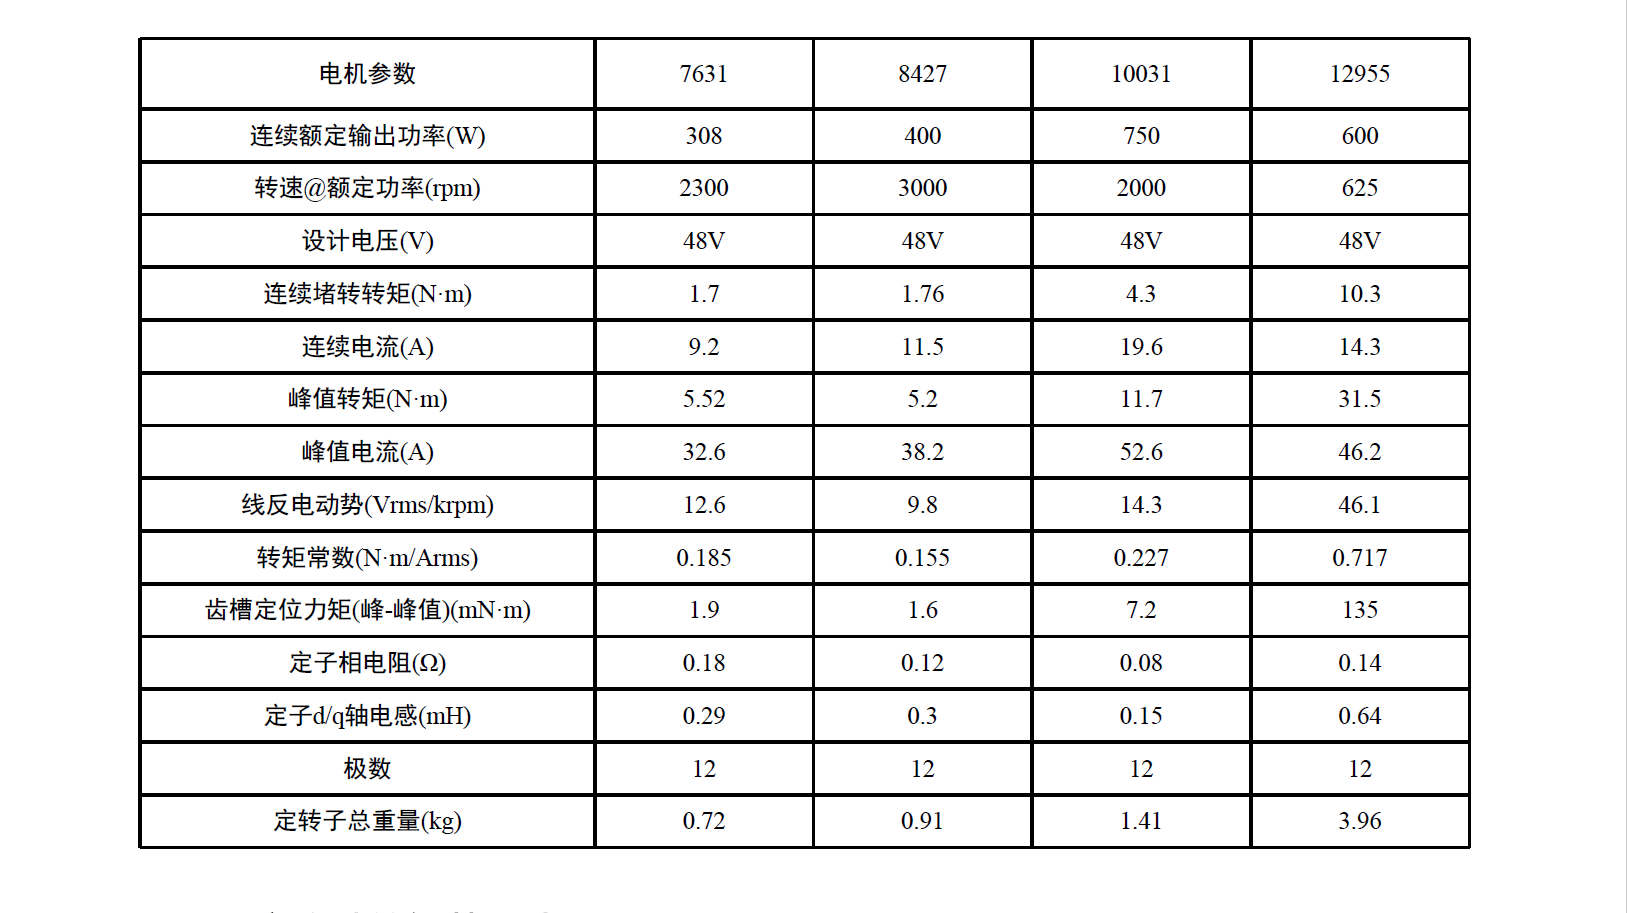 电机参数 7631 8427 10031 12955
连续额定输出功率(W) 308 400 750 600
转速@额定功率(rpm) 2300 3000 2000 625
设计电压(V) 48V 48V 48V 48V
连续堵转转矩(N·m) 1.7 1.76 4.3 10.3
连续电流(A) 9.2 11.5 19.6 14.3
峰值转矩(N·m) 5.52 5.2 11.7 31.5
峰值电流(A) 32.6 38.2 52.6 46.2
线反电动势(Vrms/krpm) 12.6 9.8 14.3 46.1
转矩常数(N·m/Arms) 0.185 0.155 0.227 0.717
齿槽定位力矩(峰-峰值)(mN·m) 1.9 1.6 7.2 135
定子相电阻(Ω) 0.18 0.12 0.08 0.14
定子d/q轴电感(mH) 0.29 0.3 0.15 0.64
极数 12 12 12 12
定转子总重量(kg) 0.72 0.91 1.41 3.96